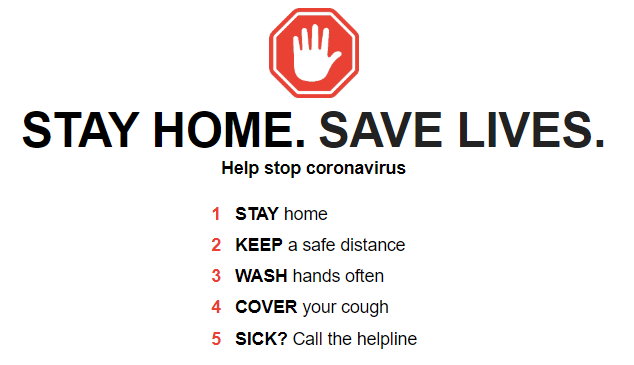 STAY HOME. SAVE LIVES.
Help stop coronavirus
1 STAY home
2 KEEP a safe distance
3 WASH hands often
4 COVER your cough
5 SICK? Call the helpline